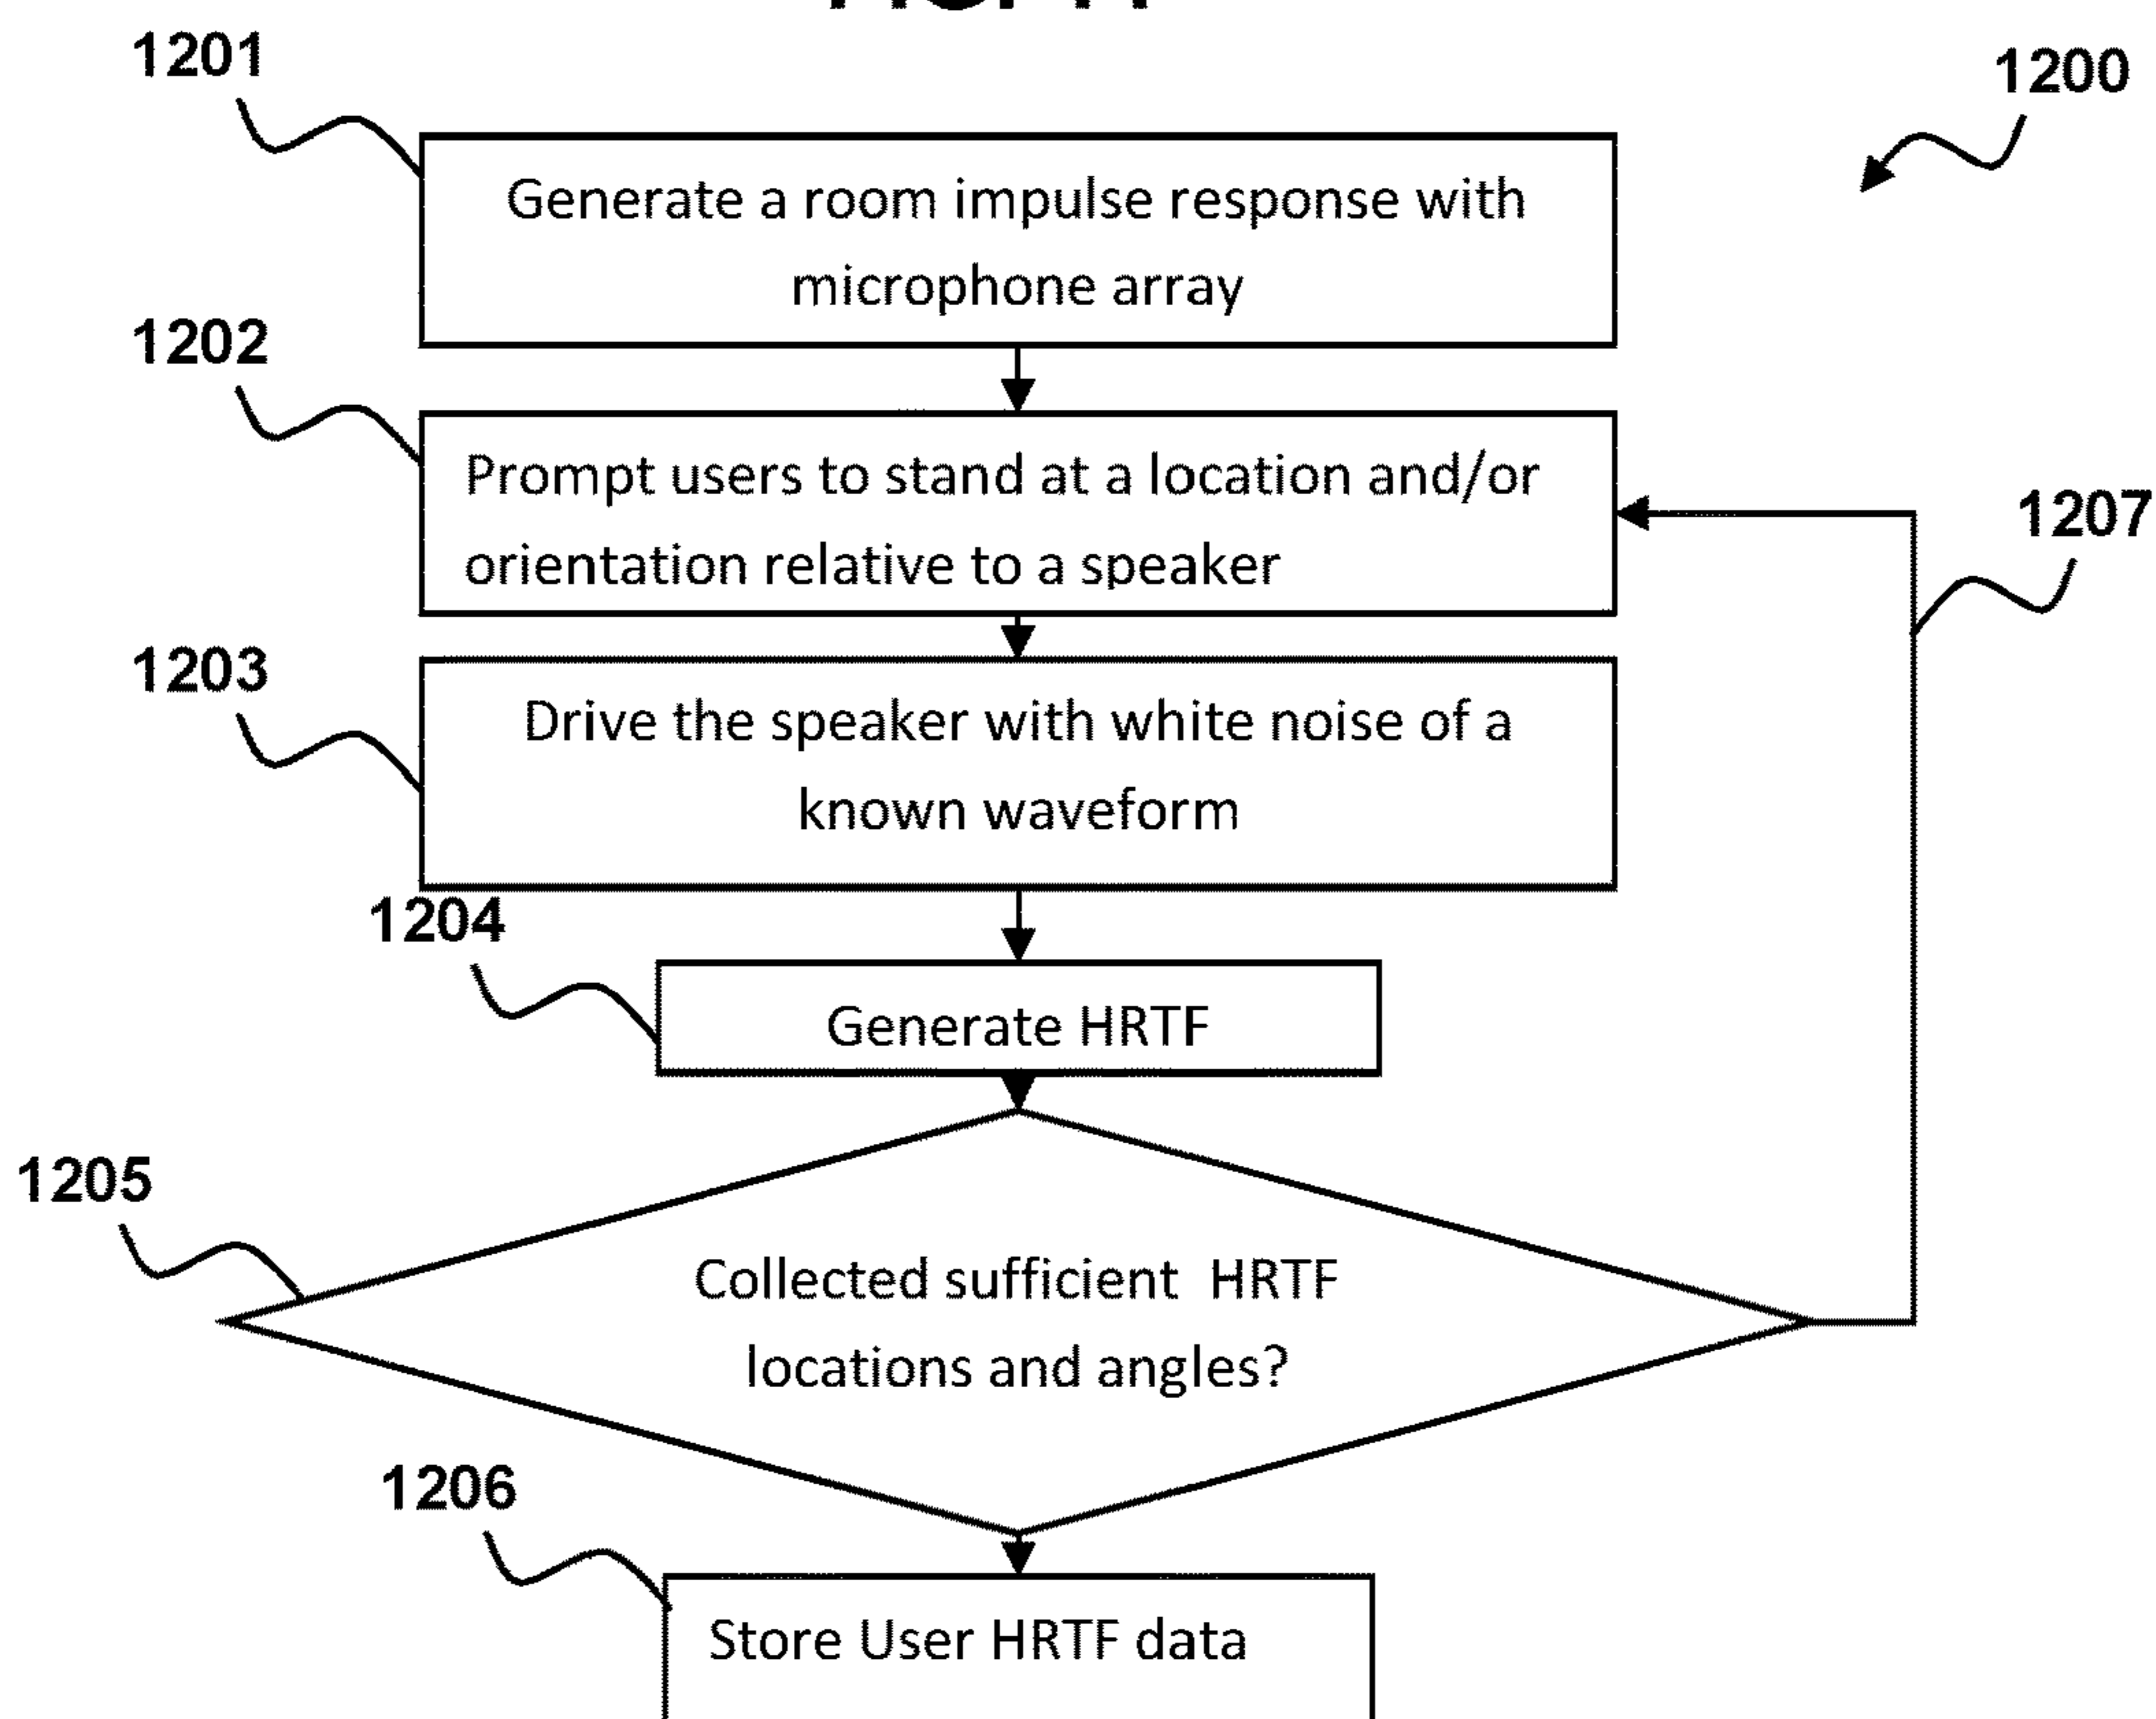 1201
1200
Generate a room impulse response with
microphone array
1202
Prompt users to stand at a location and/or
orientation relative to a speaker
1207
1203
Drive the speaker with white noise of a
known waveform
1204
Generate HRTF
1205
Collected sufficient HRTF
locations and angles?
1206
Store User HRTF data